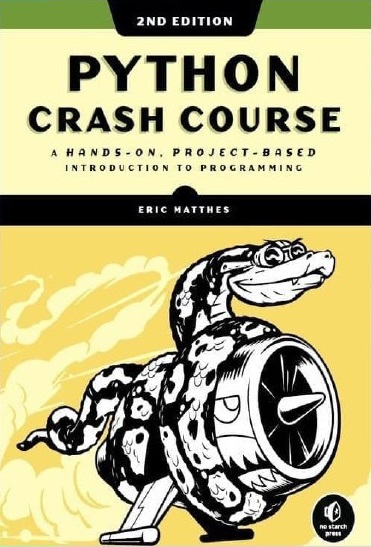 2ND EDITION
PYTHON
CRASH COURSE
A HANDS-ON, PROJECT-BASED
INTRODUCTION TO PROGRAMMING
ERIC MATTHES
no starch
press